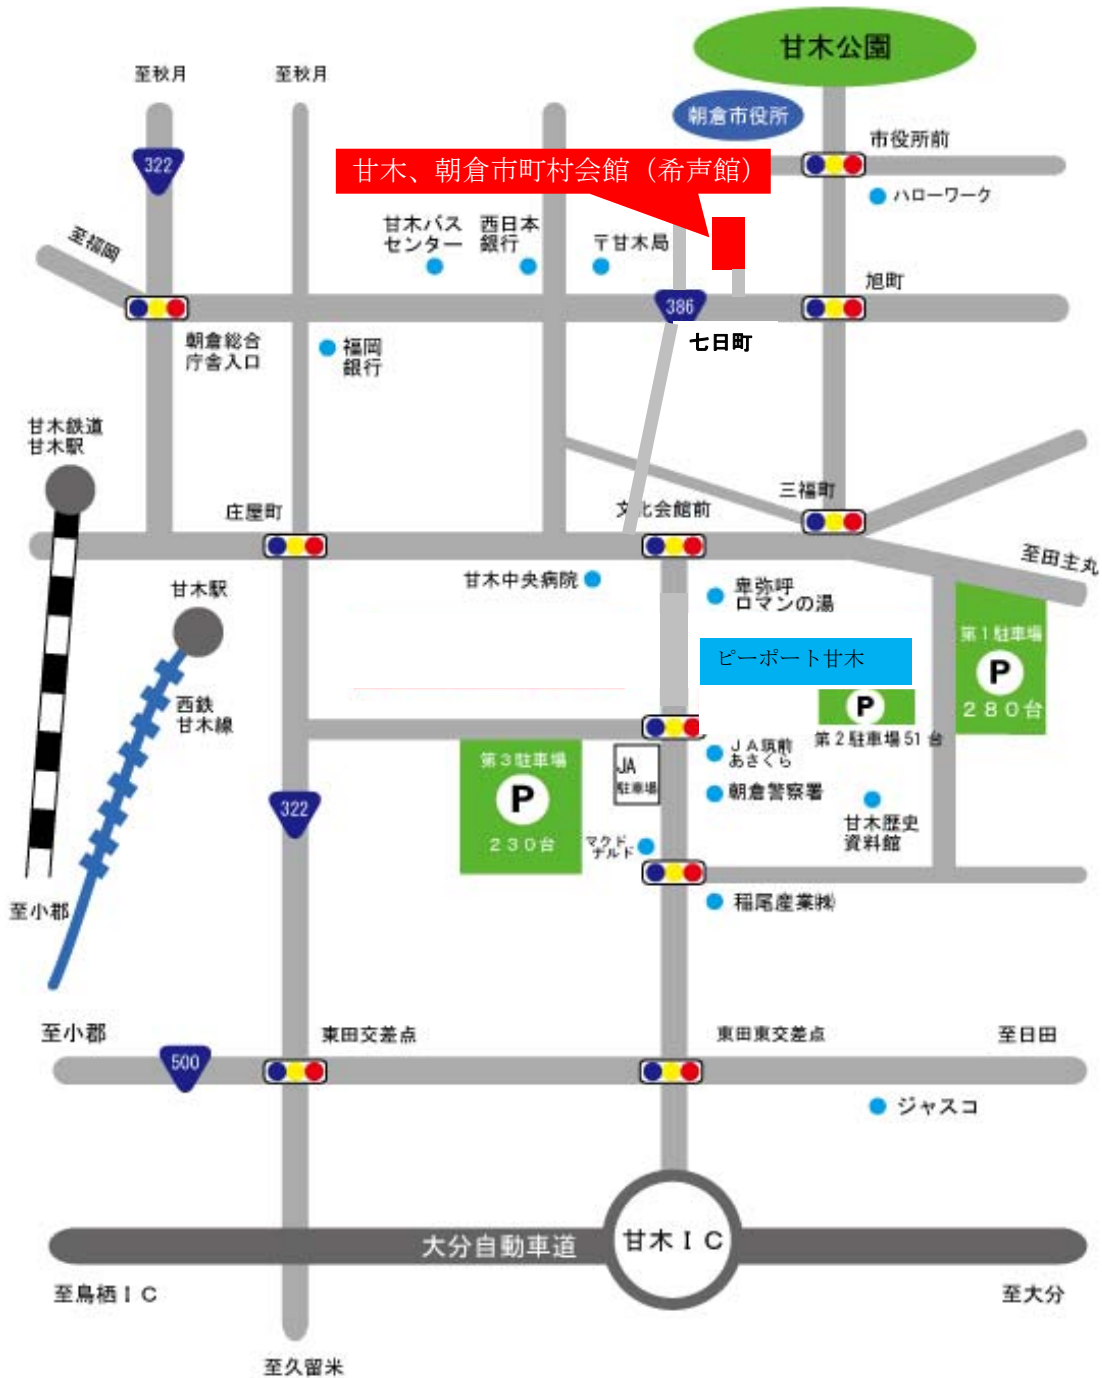 甘木公園
至秋月
至秋月
朝倉市役所
市役所前
322
甘木、朝倉市町村会館（希声館）
ハローワーク
甘木バス
センター
西日本
銀行
〒甘木局
至福岡
旭町
386
七日町
朝倉総合
庁舎入口
福岡
銀行
甘木鉄道
甘木駅
三福町
庄屋町
文化会館前
至田主丸
甘木中央病院
卑弥呼
ロマンの湯
甘木駅
第1駐車場
P
280台
ピーポート甘木
西鉄
甘木線
P
第2駐車場51台
第3駐車場
P
230台
JA
駐車場
JA筑前
あさくら
朝倉警察署
322
甘木歴史
資料館
マクド
ナルド
稲尾産業㈱
至小郡
至小郡
東田交差点
東田東交差点
至日田
500
ジャスコ
大分自動車道
甘木ＩＣ
至鳥栖ＩＣ
至大分
至久留米